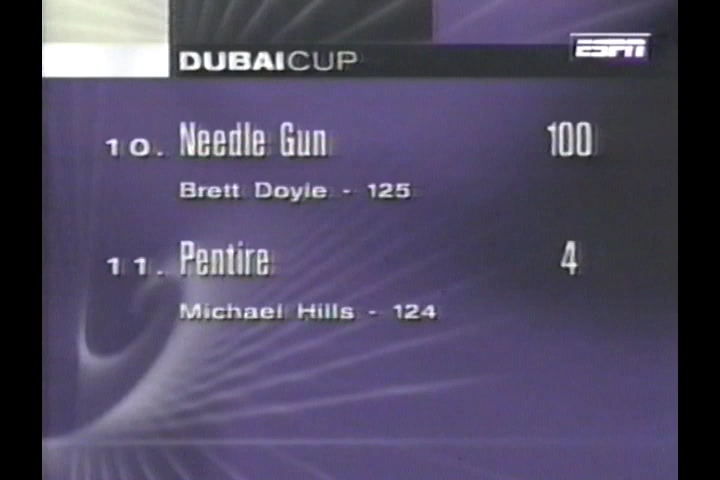 DUBAICUP
ESPN
10. Needle Gun 100
Brett Doyle - 125
11. Pentire 4
Michael Hills - 124